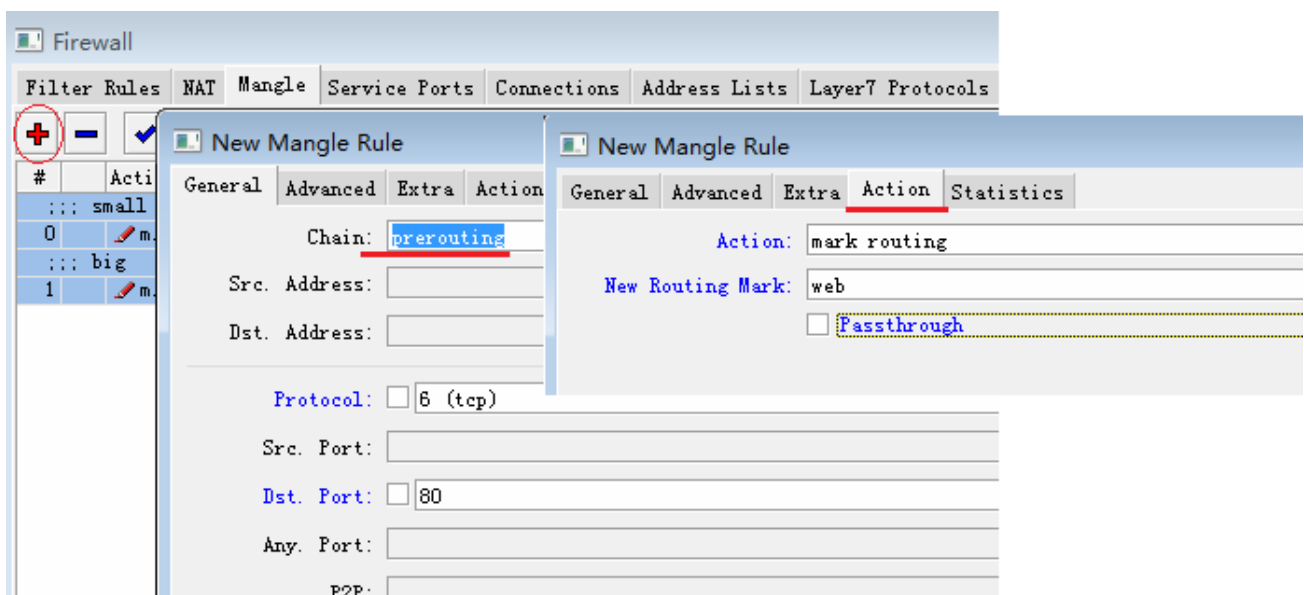 Firewall
Filter Rules NAT Mangle Service Ports Connections Address Lists Layer7 Protocols
New Mangle Rule
New Mangle Rule
# Acti
General Advanced Extra Action
General Advanced Extra Action Statistics
;;; small
Chain: prerouting
Action: mark routing
0 m.
;;; big
1 m.
Src. Address:
New Routing Mark: web
Dst. Address:
Passthrough
Protocol: 6 (tcp)
Src. Port:
Dst. Port: 80
Any. Port:
P2P: